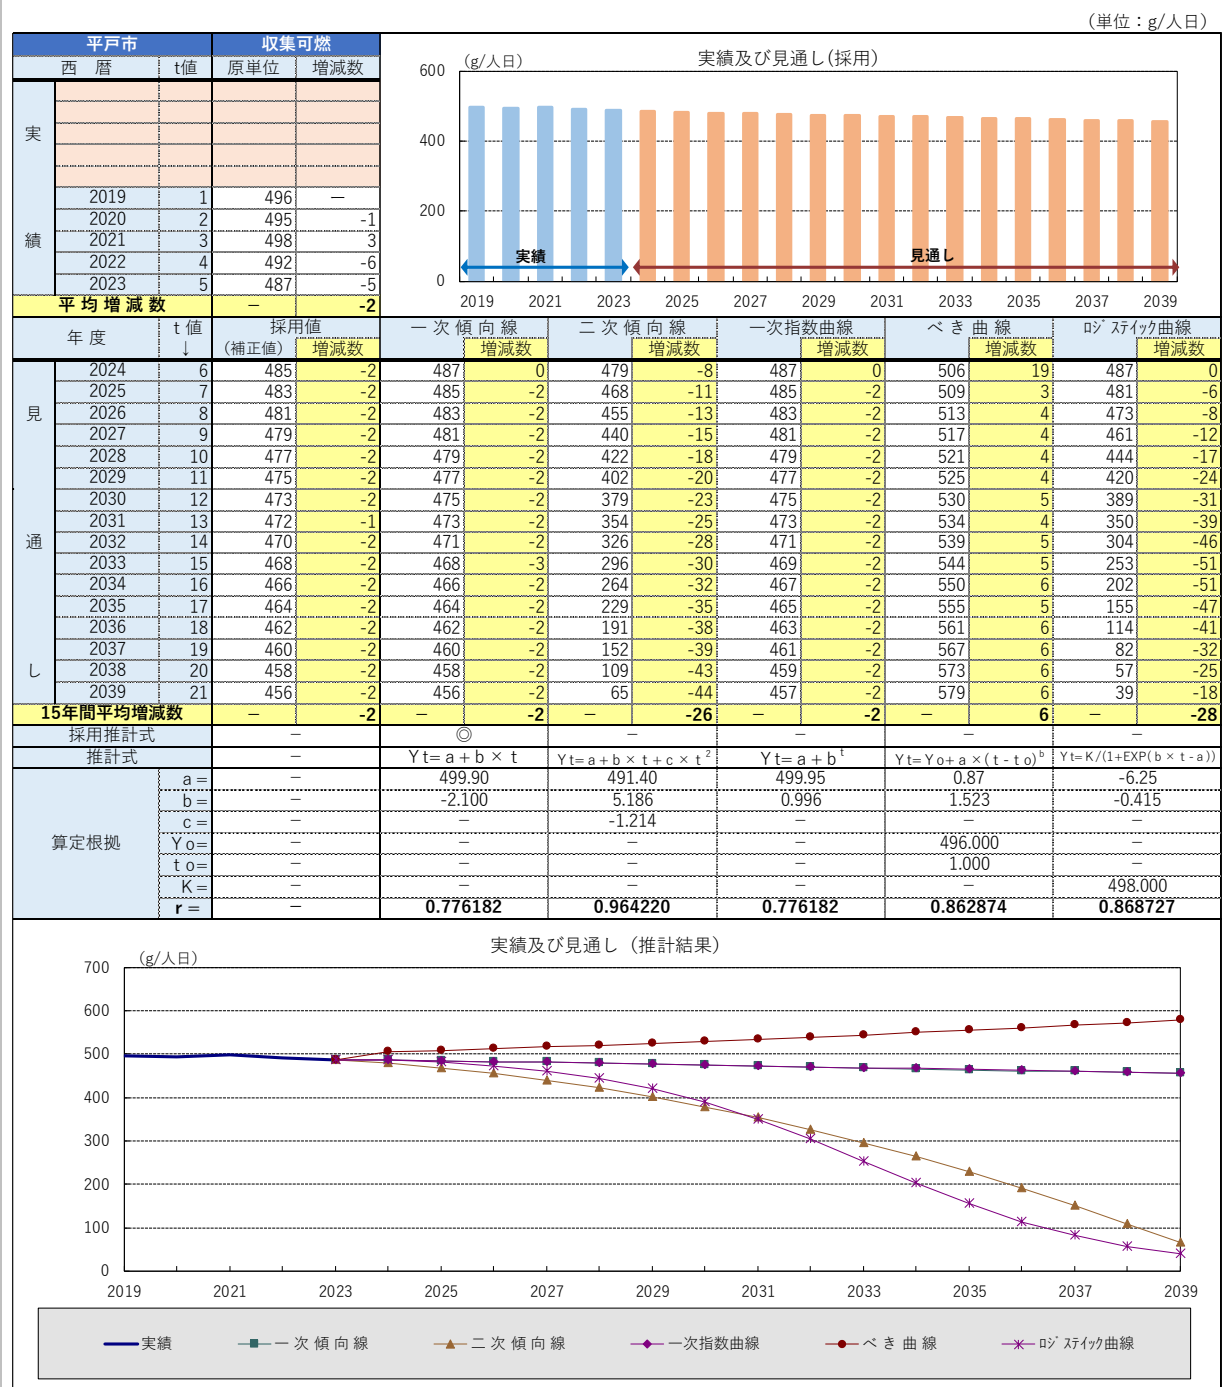 （単位：g/人日）
平戸市 収集可燃
西 暦 t値 原単位 増減数
実
績
2019 1 496 －
2020 2 495 -1
2021 3 498 3
2022 4 492 -6
2023 5 487 -5
平 均 増 減 数 － -2
実績及び見通し(採用)
(g/人日)
600
400
200
0
実績 見通し
2019 2021 2023 2025 2027 2029 2031 2033 2035 2037 2039
年 度 t 値 ↓ 採用値 一 次 傾 向 線 二 次 傾 向 線 一次指数曲線 べ き 曲 線 ﾛｼﾞｽﾃｲｯｸ曲線
（補正値） 増減数 増減数 増減数 増減数 増減数 増減数
見
通
し
2024 6 485 -2 487 0 479 -8 487 0 506 19 487 0
2025 7 483 -2 485 -2 468 -11 485 -2 509 3 481 -6
2026 8 481 -2 483 -2 455 -13 483 -2 513 4 473 -8
2027 9 479 -2 481 -2 440 -15 481 -2 517 4 461 -12
2028 10 477 -2 479 -2 422 -18 479 -2 521 4 444 -17
2029 11 475 -2 477 -2 402 -20 477 -2 525 4 420 -24
2030 12 473 -2 475 -2 379 -23 475 -2 530 5 389 -31
2031 13 472 -1 473 -2 354 -25 473 -2 534 4 350 -39
2032 14 470 -2 471 -2 326 -28 471 -2 539 5 304 -46
2033 15 468 -2 468 -3 296 -30 469 -2 544 5 253 -51
2034 16 466 -2 466 -2 264 -32 467 -2 550 6 202 -51
2035 17 464 -2 464 -2 229 -35 465 -2 555 5 155 -47
2036 18 462 -2 462 -2 191 -38 463 -2 561 6 114 -41
2037 19 460 -2 460 -2 152 -39 461 -2 567 6 82 -32
2038 20 458 -2 458 -2 109 -43 459 -2 573 6 57 -25
2039 21 456 -2 456 -2 65 -44 457 -2 579 6 39 -18
15年間平均増減数 － -2 － -2 － -26 － -2 － 6 － -28
採用推計式 － ◎ － － － －
推計式 － Ｙt= a + b × t Ｙt= a + b × t + c × t² Ｙt= a + bᵗ Ｙt=Ｙo+ a ×( t - t o)ᵇ Ｙt=Ｋ/(1+EXP( b × t - a ))
算定根拠
a = － 499.90 491.40 499.95 0.87 -6.25
b = － -2.100 5.186 0.996 1.523 -0.415
c = － － -1.214 － － －
Ｙo= － － － － 496.000 －
t o= － － － － 1.000 －
K = － － － － － 498.000
r = － 0.776182 0.964220 0.776182 0.862874 0.868727
実績及び見通し（推計結果）
(g/人日)
700
600
500
400
300
200
100
0
2019 2021 2023 2025 2027 2029 2031 2033 2035 2037 2039
実績 一 次 傾 向 線 二 次 傾 向 線 一次指数曲線 べ き 曲 線 ﾛｼﾞｽﾃｲｯｸ曲線